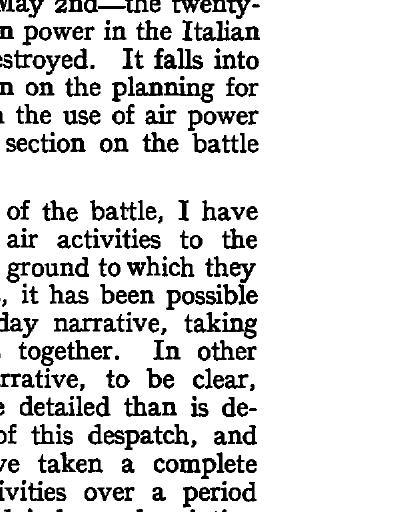 May 2nd—the twenty-
n power in the Italian
estroyed. It falls into
n on the planning for
the use of air power
section on the battle
of the battle, I have
air activities to the
ground to which they
, it has been possible
day narrative, taking
together. In other
rrative, to be clear,
detailed than is de-
of this despatch, and
ve taken a complete
ivities over a period